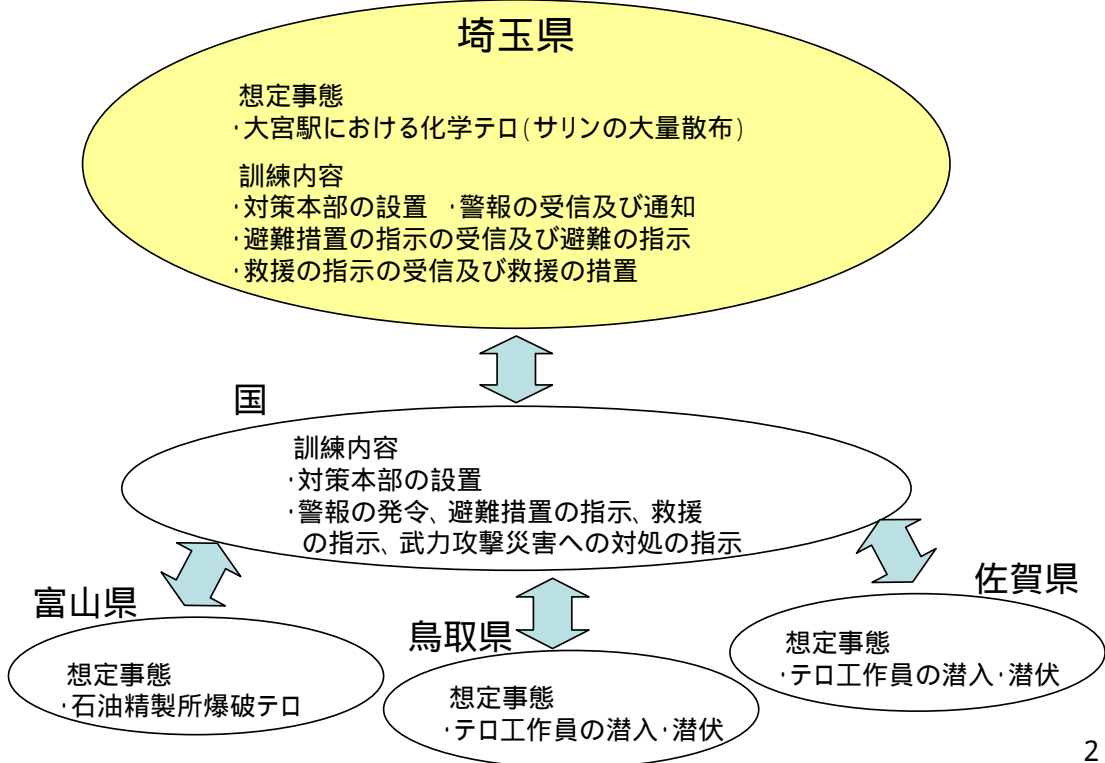 埼玉県
想定事態
・大宮駅における化学テロ(サリンの大量散布)
訓練内容
・対策本部の設置　・警報の受信及び通知
・避難措置の指示の受信及び避難の指示
・救援の指示の受信及び救援の措置
国
訓練内容
・対策本部の設置
・警報の発令、避難措置の指示、救援
の指示、武力攻撃災害への対処の指示
富山県
想定事態
・石油精製所爆破テロ
鳥取県
想定事態
・テロ工作員の潜入・潜伏
佐賀県
想定事態
・テロ工作員の潜入・潜伏
2